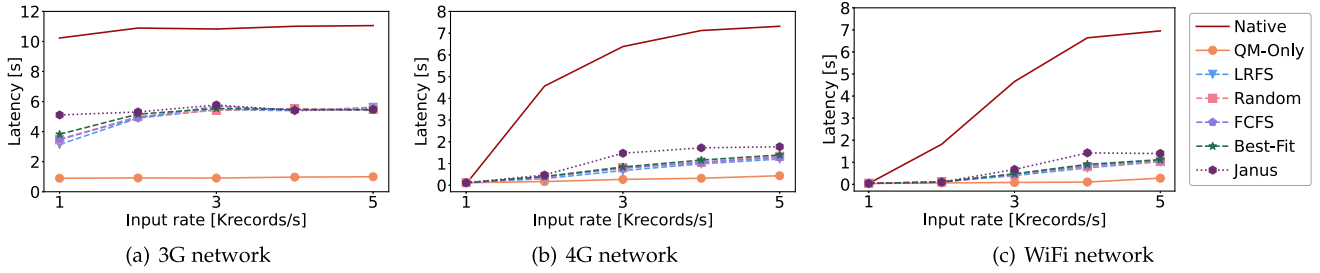 12
10
8
6
4
2
0
Latency [s]
1
3
5
Input rate [Krecords/s]
(a) 3G network
8
7
6
5
4
3
2
1
0
Latency [s]
1
3
5
Input rate [Krecords/s]
(b) 4G network
8
7
6
5
4
3
2
1
0
Latency [s]
1
3
5
Input rate [Krecords/s]
(c) WiFi network
Native
QM-Only
LRFS
Random
FCFS
Best-Fit
Janus